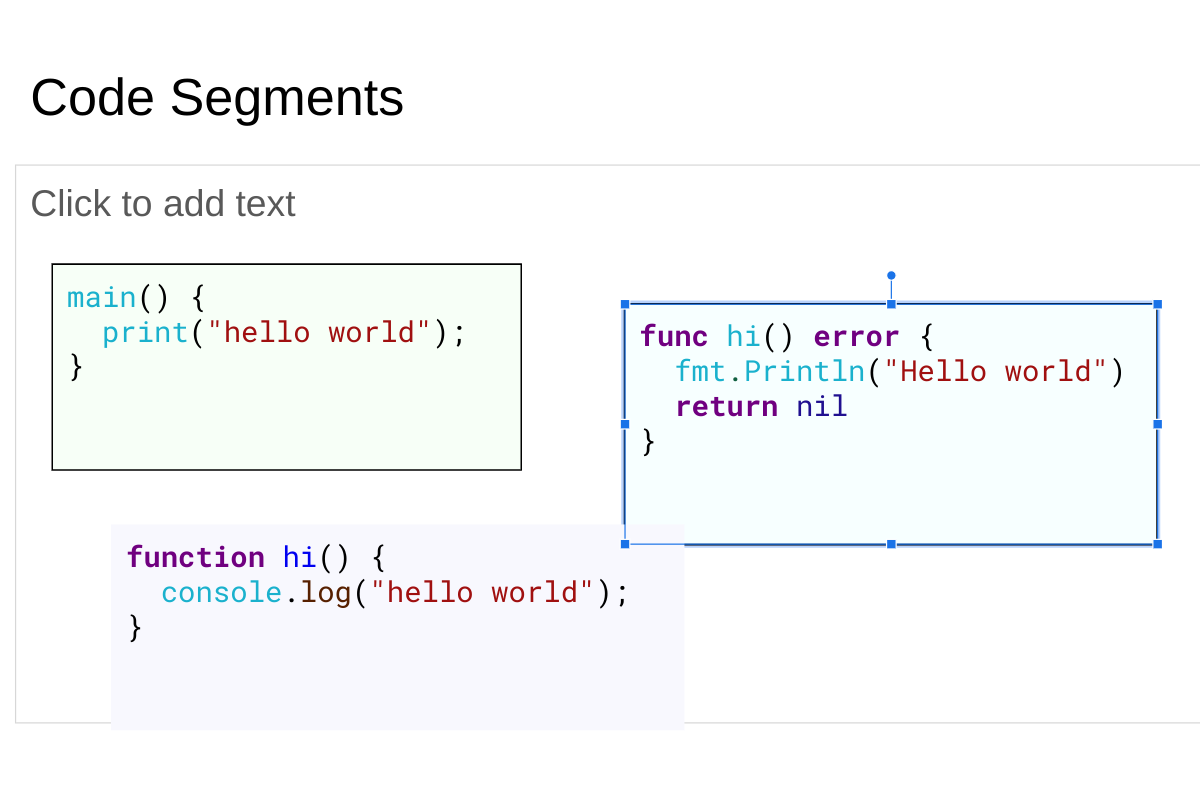 Code Segments
Click to add text
main() {
  print("hello world");
}
func hi() error {
  fmt.Println("Hello world")
  return nil
}
function hi() {
  console.log("hello world");
}